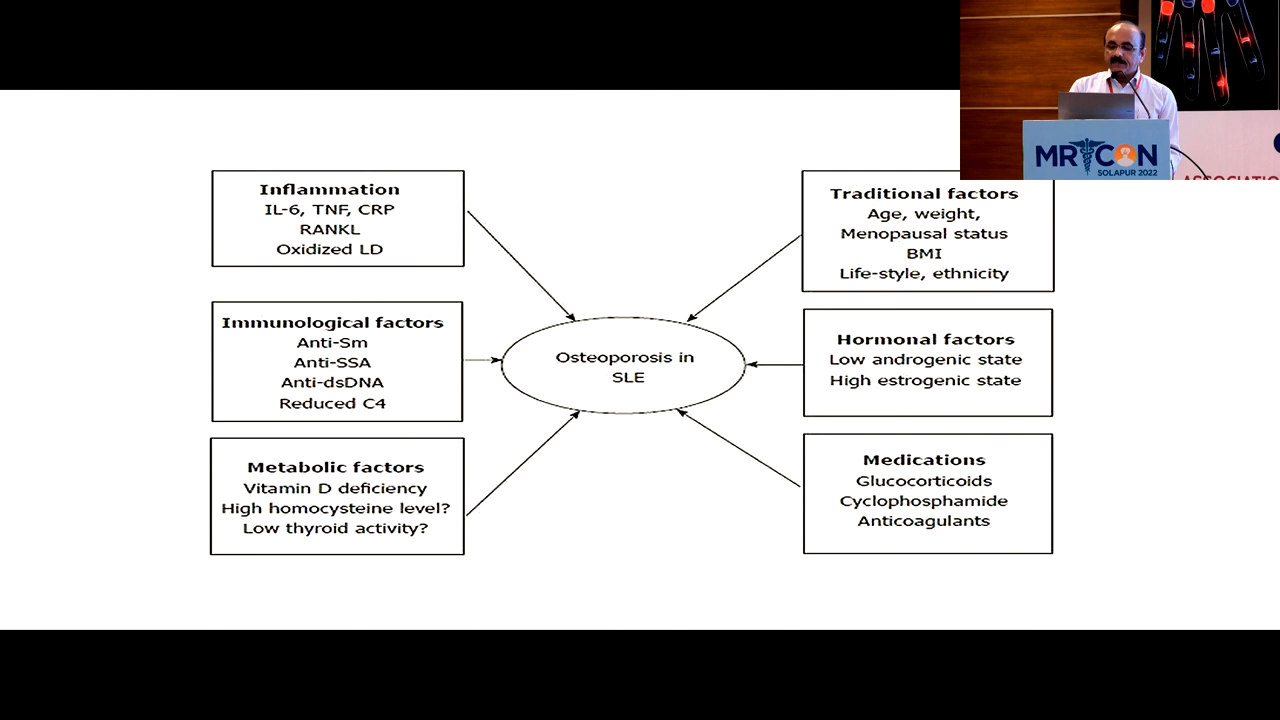 Inflammation
IL-6, TNF, CRP
RANKL
Oxidized LD
Immunological factors
Anti-Sm
Anti-SSA
Anti-dsDNA
Reduced C4
Metabolic factors
Vitamin D deficiency
High homocysteine level?
Low thyroid activity?
Osteoporosis in
SLE
Traditional factors
Age, weight,
Menopausal status
BMI
Life-style, ethnicity
Hormonal factors
Low androgenic state
High estrogenic state
Medications
Glucocorticoids
Cyclophosphamide
Anticoagulants
MRCON
SOLAPUR 2022
ASSOCIATIO